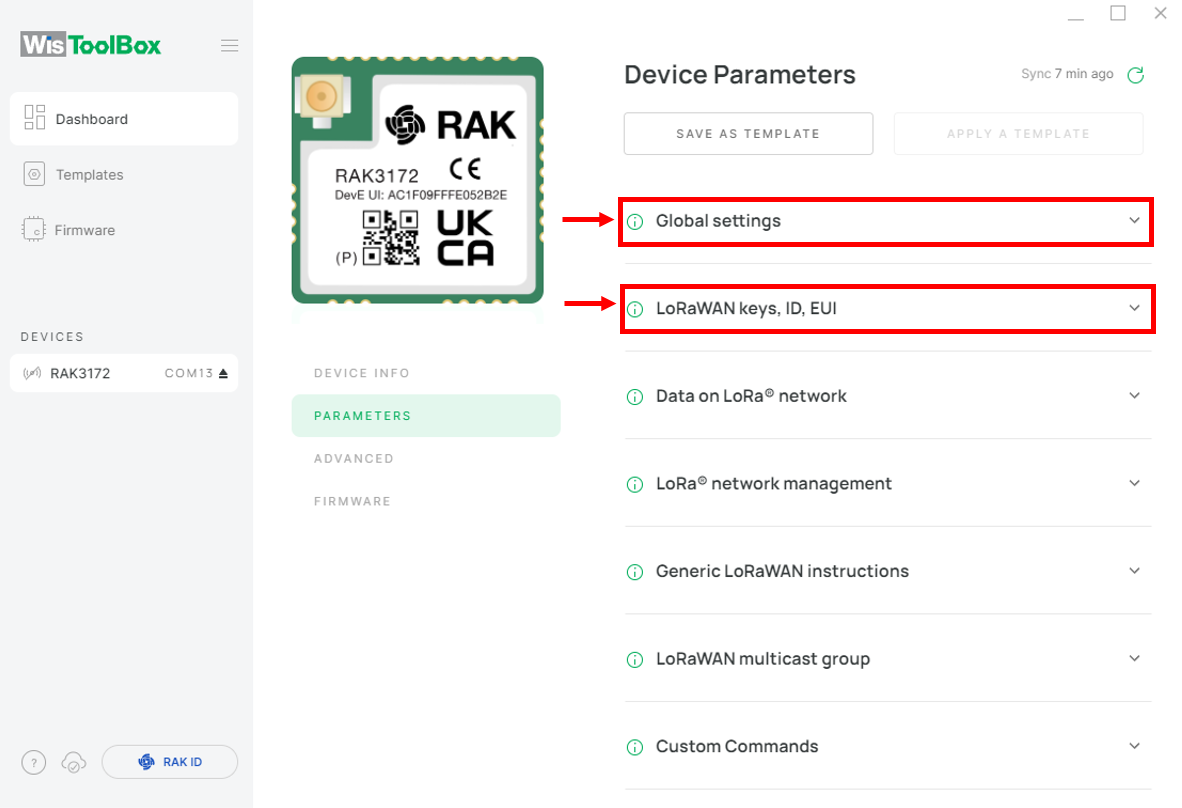 WisToolBox
Dashboard
Templates
Firmware
DEVICES
RAK3172 COM13
?
RAK ID
RAK
RAK3172
DevE UI: AC1F09FFFE052B2E
CE
UK
CA
(P)
DEVICE INFO
PARAMETERS
ADVANCED
FIRMWARE
Device Parameters
Sync 7 min ago
SAVE AS TEMPLATE
APPLY A TEMPLATE
Global settings
LoRaWAN keys, ID, EUI
Data on LoRa® network
LoRa® network management
Generic LoRaWAN instructions
LoRaWAN multicast group
Custom Commands